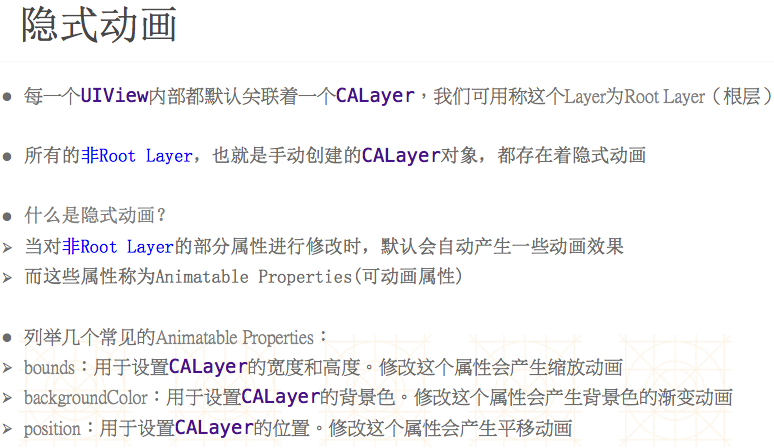 隐式动画
● 每一个UIView内部都默认关联着一个CALayer，我们可用称这个Layer为Root Layer（根层）
● 所有的非Root Layer，也就是手动创建的CALayer对象，都存在着隐式动画
● 什么是隐式动画？
➢ 当对非Root Layer的部分属性进行修改时，默认会自动产生一些动画效果
➢ 而这些属性称为Animatable Properties(可动画属性)
● 列举几个常见的Animatable Properties：
➢ bounds：用于设置CALayer的宽度和高度。修改这个属性会产生缩放动画
➢ backgroundColor：用于设置CALayer的背景色。修改这个属性会产生背景色的渐变动画
➢ position：用于设置CALayer的位置。修改这个属性会产生平移动画